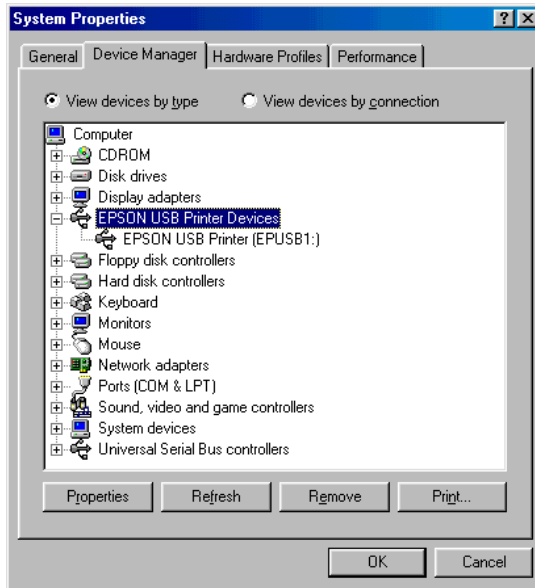 System Properties
General Device Manager Hardware Profiles Performance
View devices by type View devices by connection
Computer
CDROM
Disk drives
Display adapters
EPSON USB Printer Devices
EPSON USB Printer (EPUSB1:)
Floppy disk controllers
Hard disk controllers
Keyboard
Monitors
Mouse
Network adapters
Ports (COM & LPT)
Sound, video and game controllers
System devices
Universal Serial Bus controllers
Properties Refresh Remove Print...
OK Cancel